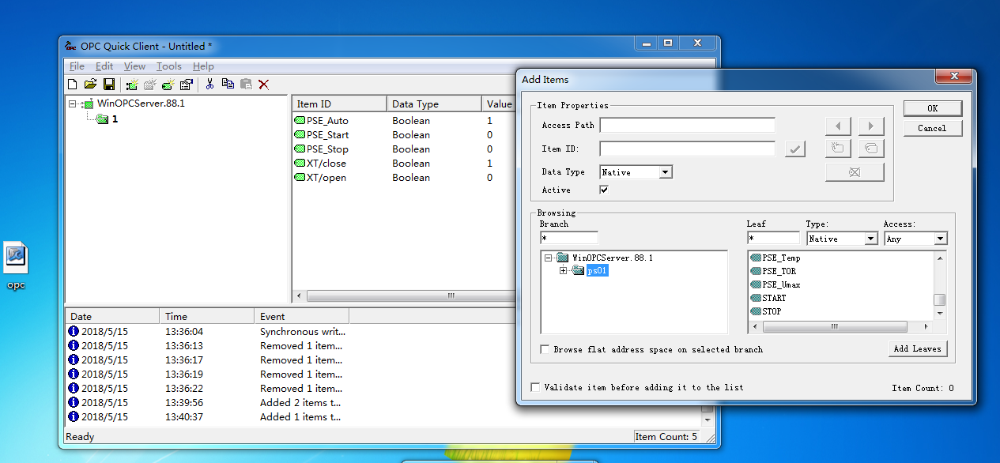 OPC Quick Client - Untitled *
File Edit View Tools Help
WinOPCServer.88.1
1
Item ID Data Type Value
PSE_Auto Boolean 1
PSE_Start Boolean 0
PSE_Stop Boolean 0
XT/close Boolean 1
XT/open Boolean 0
Date Time Event
2018/5/15 13:36:04 Synchronous writ...
2018/5/15 13:36:13 Removed 1 item...
2018/5/15 13:36:17 Removed 1 item...
2018/5/15 13:36:19 Removed 1 item...
2018/5/15 13:36:22 Removed 1 item...
2018/5/15 13:39:56 Added 2 items t...
2018/5/15 13:40:37 Added 1 items t...
Ready Item Count: 5
opc
Add Items
Item Properties
Access Path
Item ID:
Data Type Native
Active
OK
Cancel
Browsing
Branch Leaf Type: Access:
* * Native Any
WinOPCServer.88.1
ps01
PSE_Temp
PSE_TOR
PSE_Umax
START
STOP
Browse flat address space on selected branch Add Leaves
Validate item before adding it to the list Item Count: 0